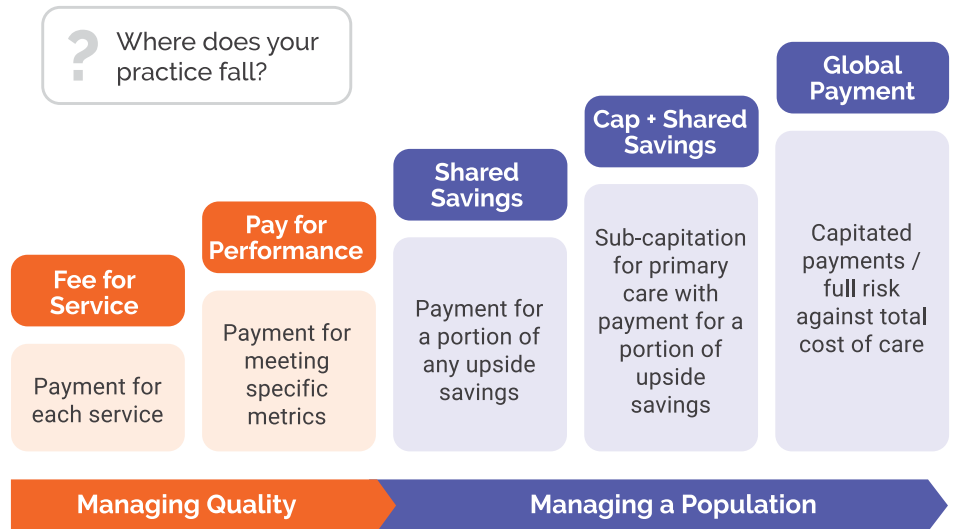 ?
Where does your
practice fall?
Fee for
Service
Payment for
each service
Pay for
Performance
Payment for
meeting
specific
metrics
Shared
Savings
Payment for
a portion of
any upside
savings
Cap + Shared
Savings
Sub-capitation
for primary
care with
payment for a
portion of
upside
savings
Global
Payment
Capitated
payments /
full risk
against total
cost of care
Managing Quality
Managing a Population